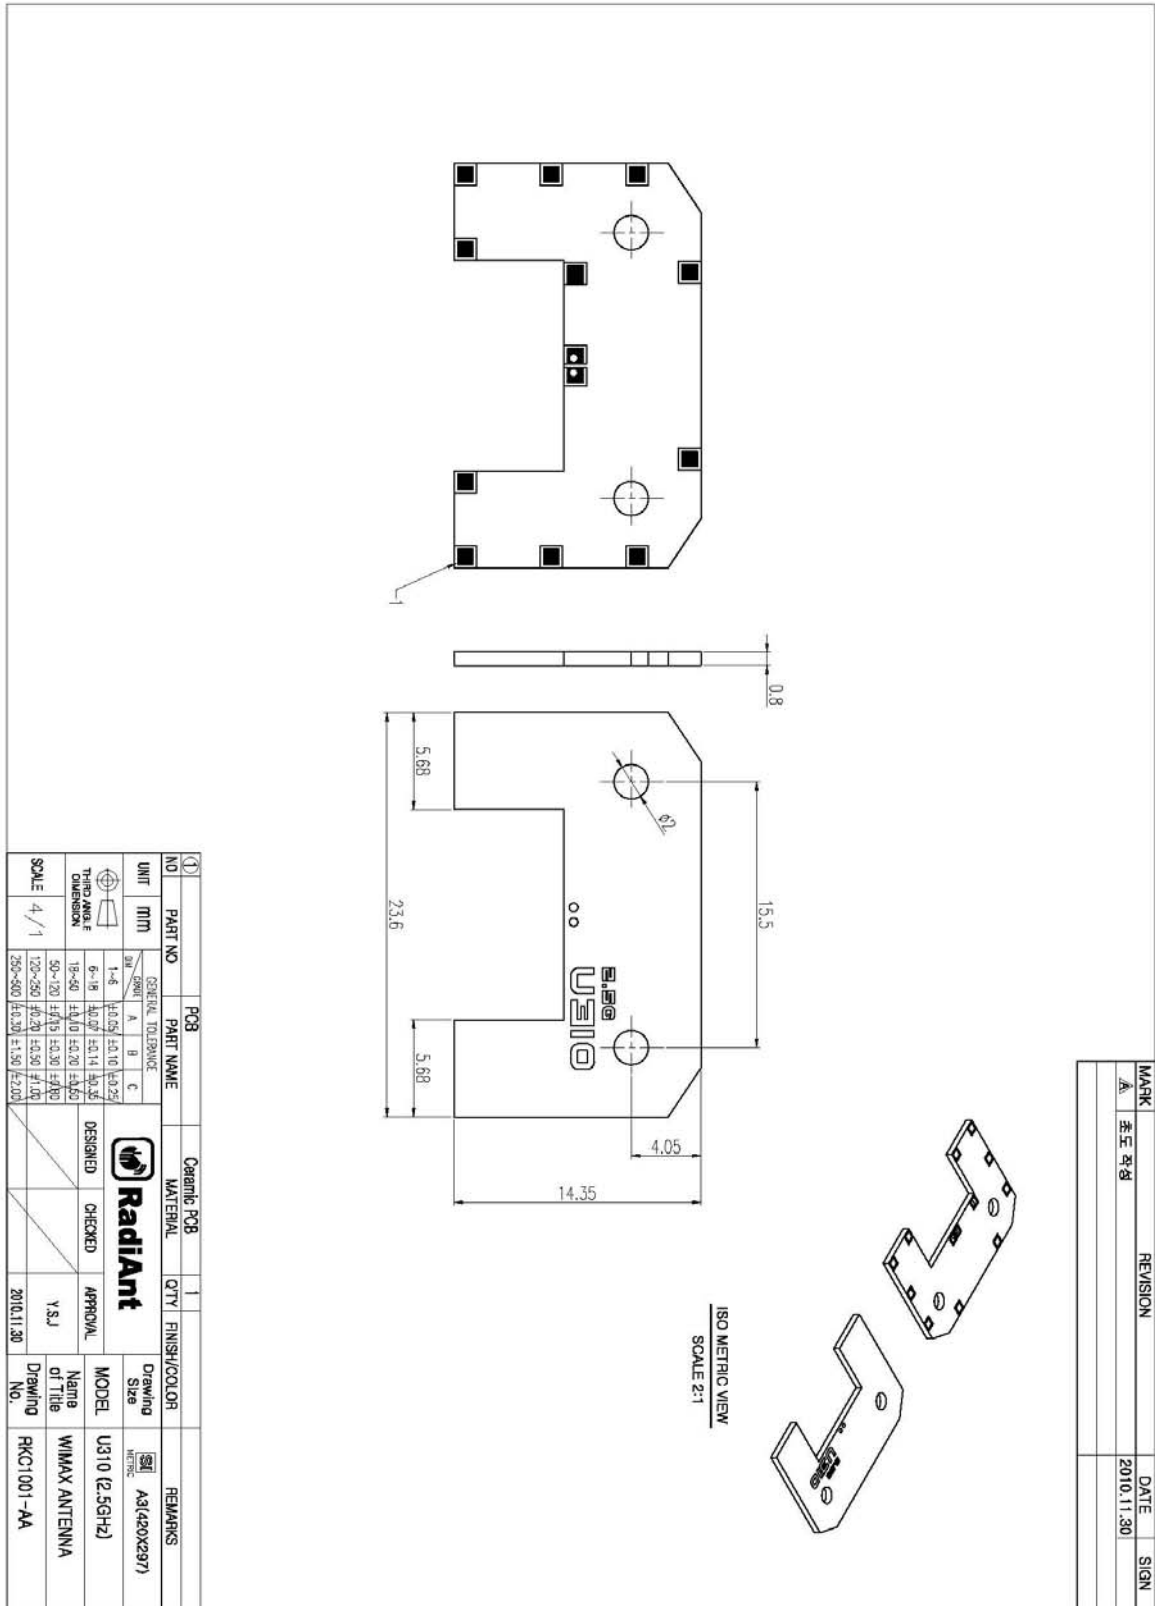 MARK REVISION DATE SIGN
A 초도 작성 2010.11.30
ISO METRIC VIEW
SCALE 2:1
0.8
15.5
ø2
4.05
14.35
2.5G
U310
5.68
5.68
23.6
1
① PCB Ceramic PCB 1
NO PART NO PART NAME MATERIAL Q'TY FINISH/COLOR REMARKS
UNIT mm
THIRD ANGLE
DIMENSION
SCALE 4/1
GENERAL TOLERANCE
DIM GRADE A B C
1~6 ±0.05 ±0.10 ±0.25
6~18 ±0.07 ±0.14 ±0.35
18~50 ±0.10 ±0.20 ±0.50
50~120 ±0.15 ±0.30 ±0.80
120~250 ±0.20 ±0.50 ±1.00
250~500 ±0.30 ±1.50 ±2.00
RadiAnt
DESIGNED CHECKED APPROVAL
Y.S.J
2010.11.30
Drawing Size SI METRIC A3(420X297)
MODEL U310 (2.5GHz)
Name of Title WIMAX ANTENNA
Drawing No. RKC1001-AA